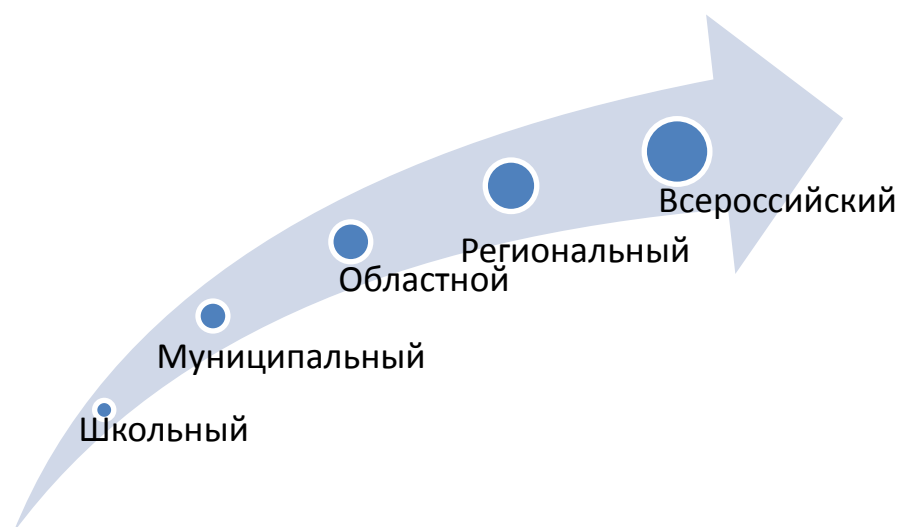 Всероссийский
Региональный
Областной
Муниципальный
Школьный